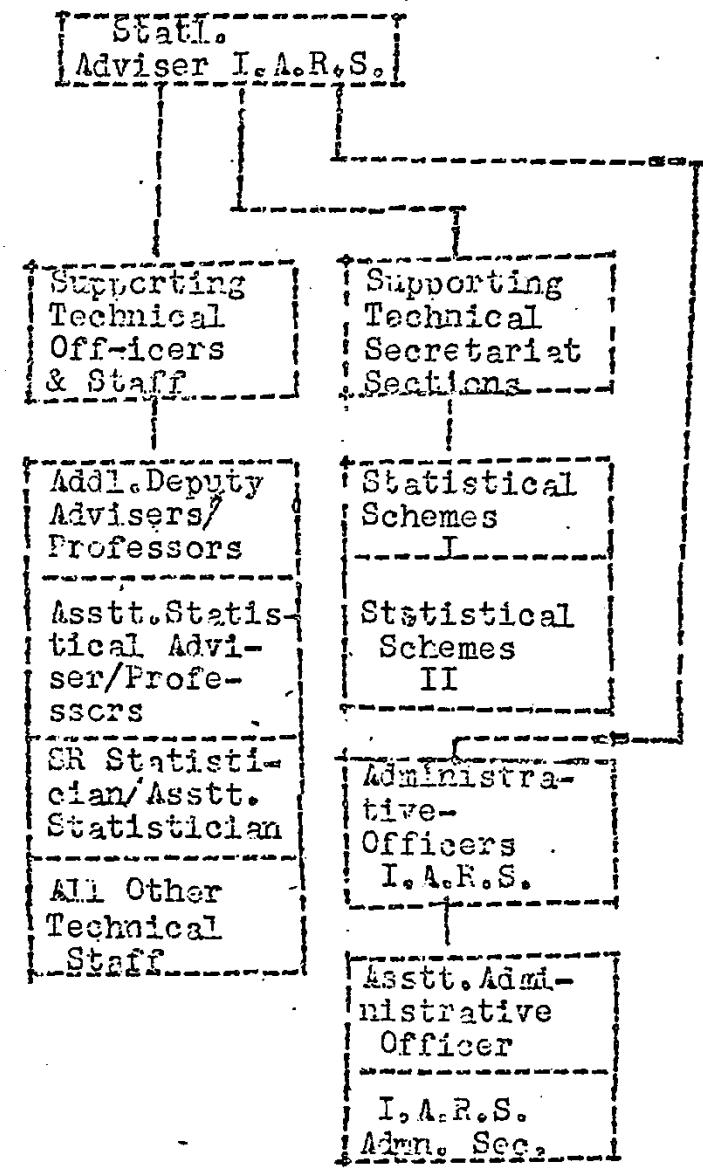 Statl.
Adviser I.A.R.S.
Supporting
Technical
Off-icers
& Staff
Addl.Deputy
Advisers/
Professors
Asstt.Statis-
tical Advi-
ser/Profe-
ssors
SR Statisti-
cian/Asstt.
Statistician
All Other
Technical
Staff
Supporting
Technical
Secretariat
Sections
Statistical
Schemes
I
Statistical
Schemes
II
Administra-
tive-
Officers
I.A.R.S.
Asstt.Admi-
nistrative
Officer
I.A.R.S.
Admn. Sec.